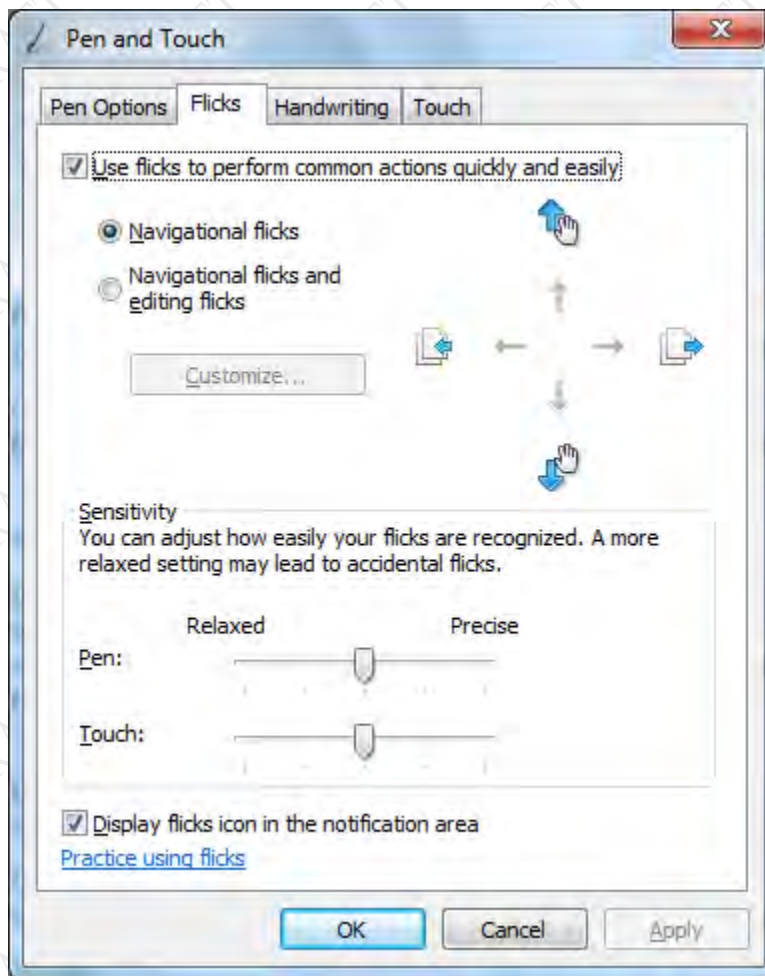 Pen and Touch
Pen Options Flicks Handwriting Touch
Use flicks to perform common actions quickly and easily
Navigational flicks
Navigational flicks and
editing flicks
Customize...
Sensitivity
You can adjust how easily your flicks are recognized. A more
relaxed setting may lead to accidental flicks.
Relaxed Precise
Pen:
Touch:
Display flicks icon in the notification area
Practice using flicks
OK Cancel Apply